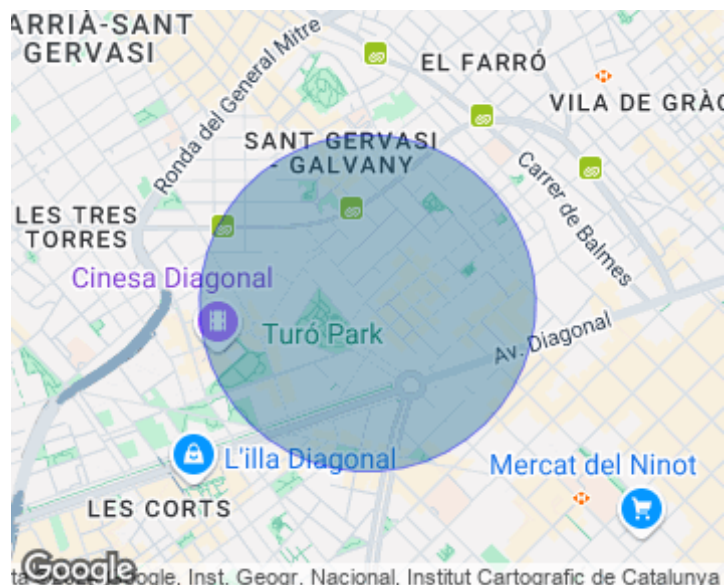 ARRIÀ-SANT
GERVASI
EL FARRÓ
VILA DE GRÀC
Ronda del General Mitre
SANT GERVASI
- GALVANY
Carrer de Balmes
LES TRES
TORRES
Cinesa Diagonal
Turó Park
Av. Diagonal
L'illa Diagonal
Mercat del Ninot
LES CORTS
Google
Google, Inst. Geogr. Nacional, Institut Cartogràfic de Catalunya